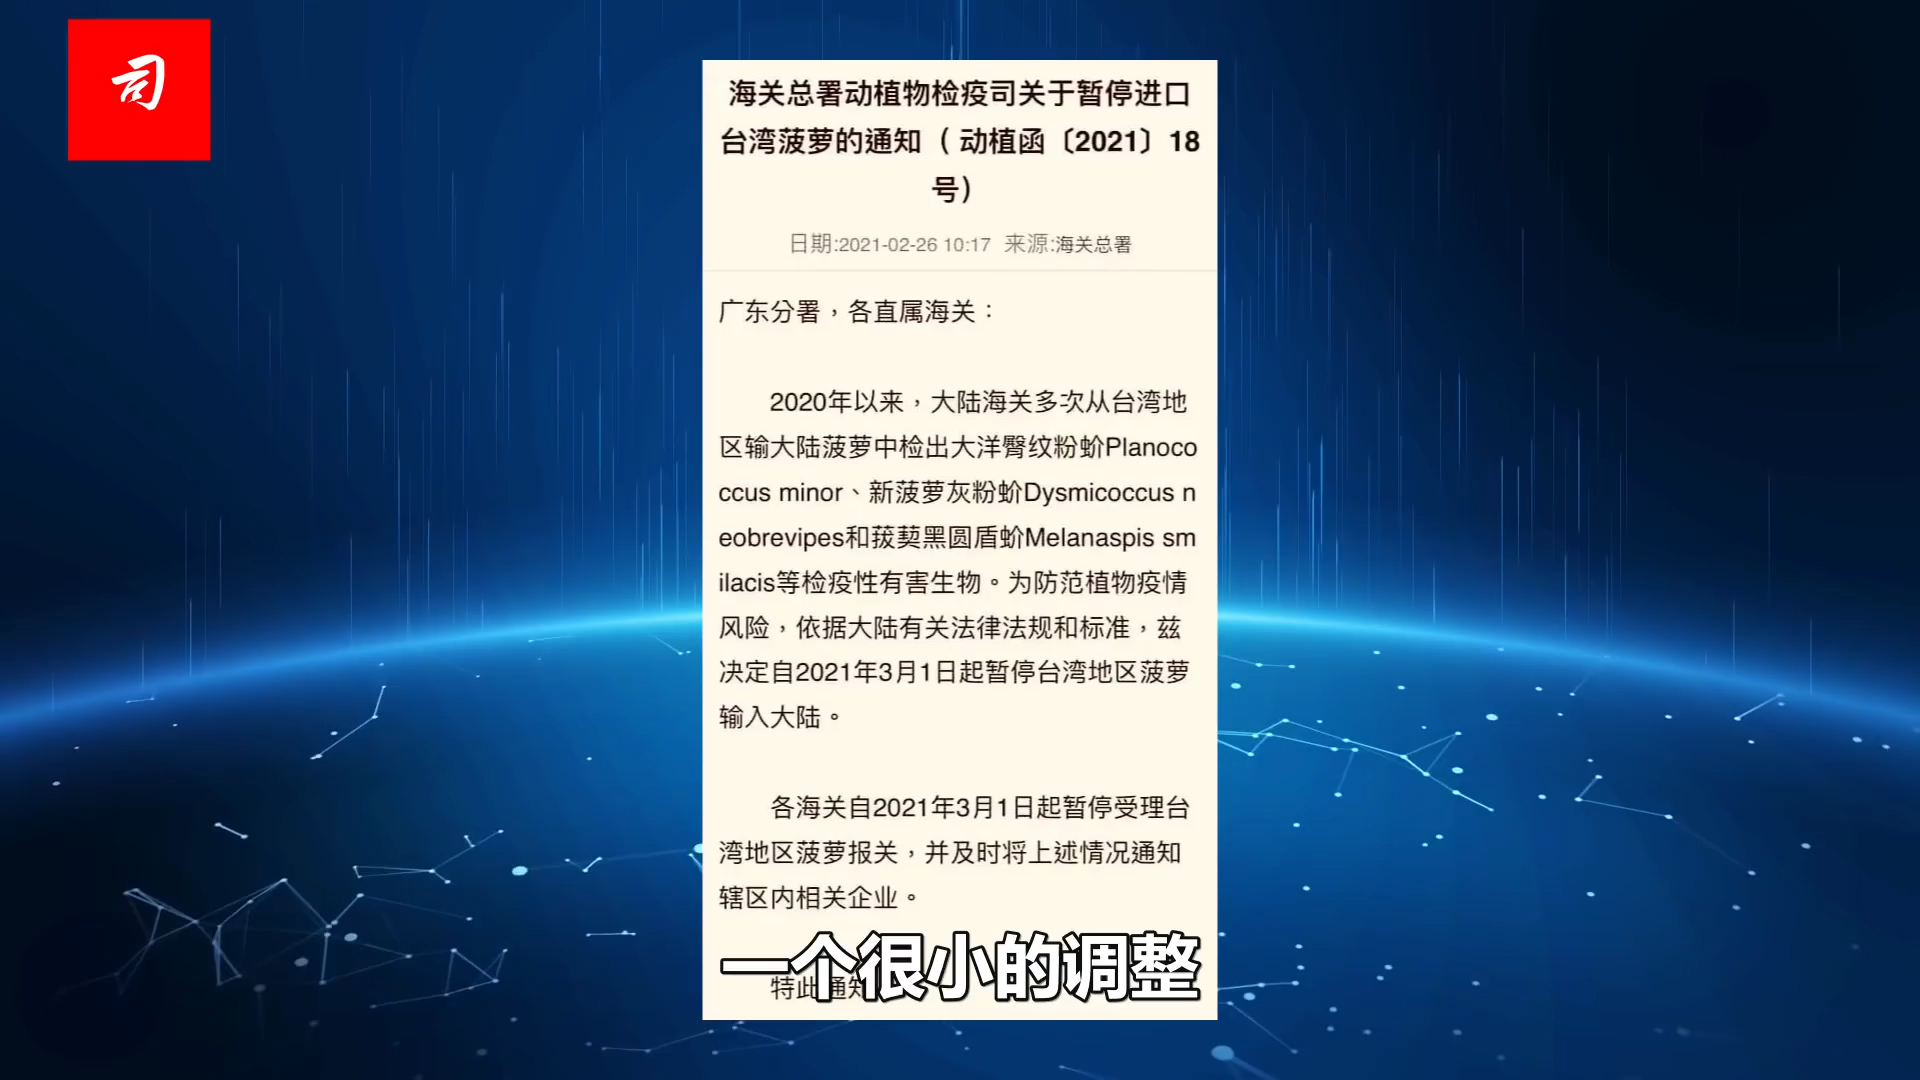 司
海关总署动植物检疫司关于暂停进口
台湾菠萝的通知（动植函〔2021〕18
号）
日期:2021-02-26 10:17 来源:海关总署
广东分署，各直属海关：
2020年以来，大陆海关多次从台湾地
区输大陆菠萝中检出大洋臀纹粉蚧Planoco
ccus minor、新菠萝灰粉蚧Dysmicoccus n
eobrevipes和菝葜黑圆盾蚧Melanaspis sm
ilacis等检疫性有害生物。为防范植物疫情
风险，依据大陆有关法律法规和标准，兹
决定自2021年3月1日起暂停台湾地区菠萝
输入大陆。
各海关自2021年3月1日起暂停受理台
湾地区菠萝报关，并及时将上述情况通知
辖区内相关企业。
特此通知
一个很小的调整